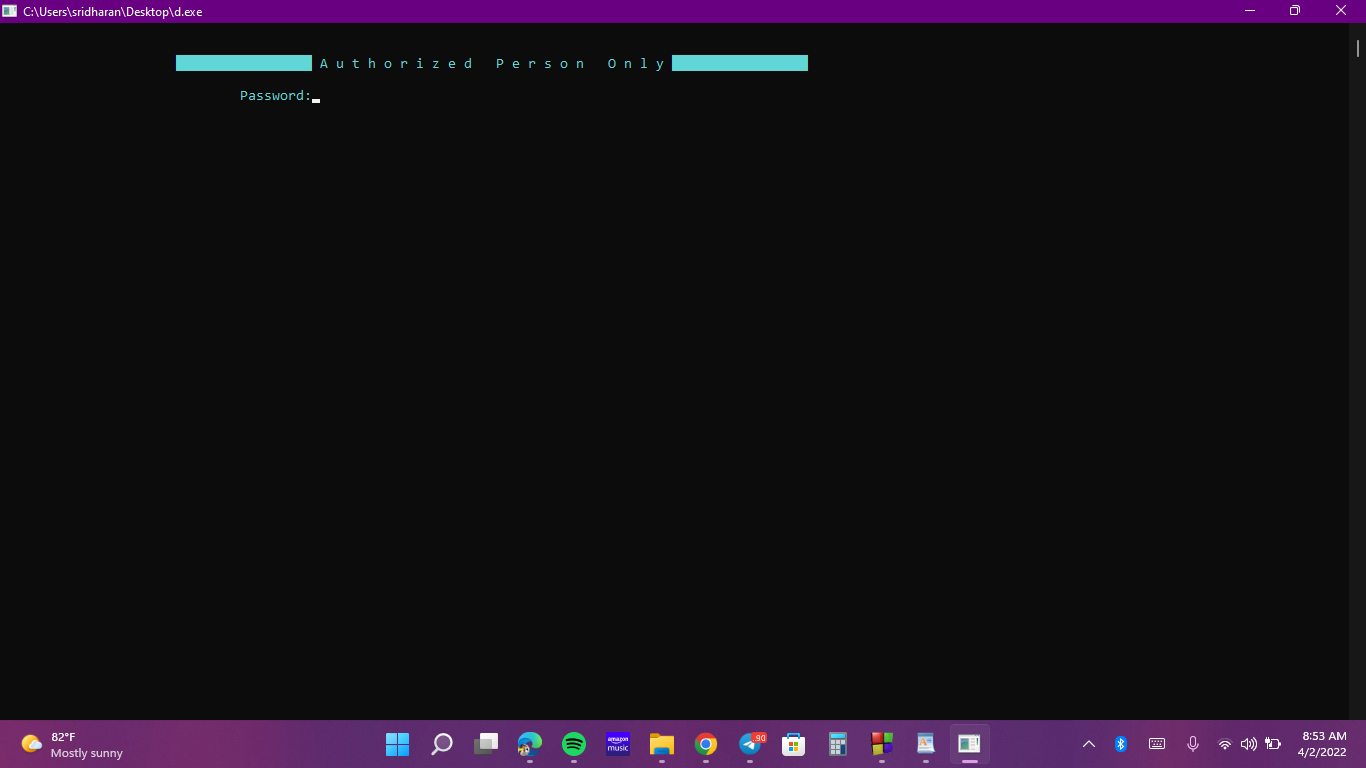 C:\Users\sridharan\Desktop\d.exe
A u t h o r i z e d   P e r s o n   O n l y
Password:
82°F
Mostly sunny
amazon
music
90
8:53 AM
4/2/2022